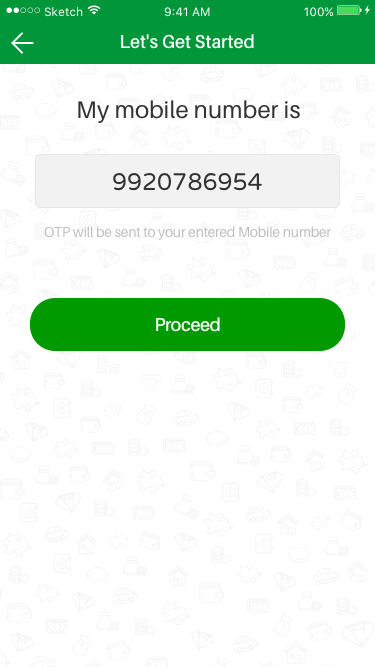 Sketch 9:41 AM 100%
Let's Get Started
My mobile number is
9920786954
OTP will be sent to your entered Mobile number
Proceed